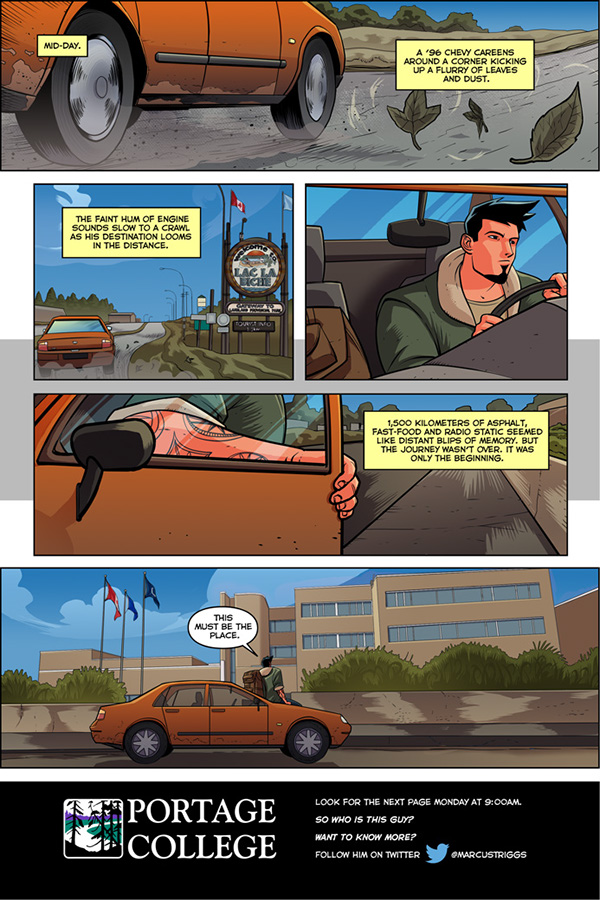 MID-DAY.
A '96 CHEVY CAREENS
AROUND A CORNER KICKING
UP A FLURRY OF LEAVES
AND DUST.
THE FAINT HUM OF ENGINE
SOUNDS SLOW TO A CRAWL
AS HIS DESTINATION LOOMS
IN THE DISTANCE.
Welcome to
LAC LA
BICHE
GATEWAY TO
TOURIST INFO
1,500 KILOMETERS OF ASPHALT,
FAST-FOOD AND RADIO STATIC SEEMED
LIKE DISTANT BLIPS OF MEMORY. BUT
THE JOURNEY WASN'T OVER. IT WAS
ONLY THE BEGINNING.
THIS
MUST BE THE
PLACE.
PORTAGE
COLLEGE
LOOK FOR THE NEXT PAGE MONDAY AT 9:00AM.
SO WHO IS THIS GUY?
WANT TO KNOW MORE?
FOLLOW HIM ON TWITTER @MARCUSTRIGGS